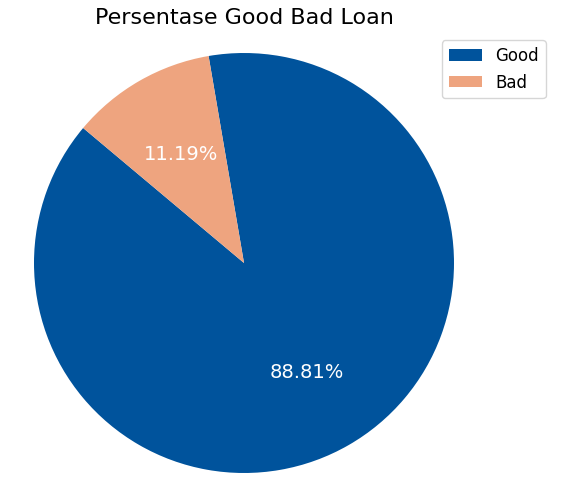 Persentase Good Bad Loan
Good
Bad
11.19%
88.81%